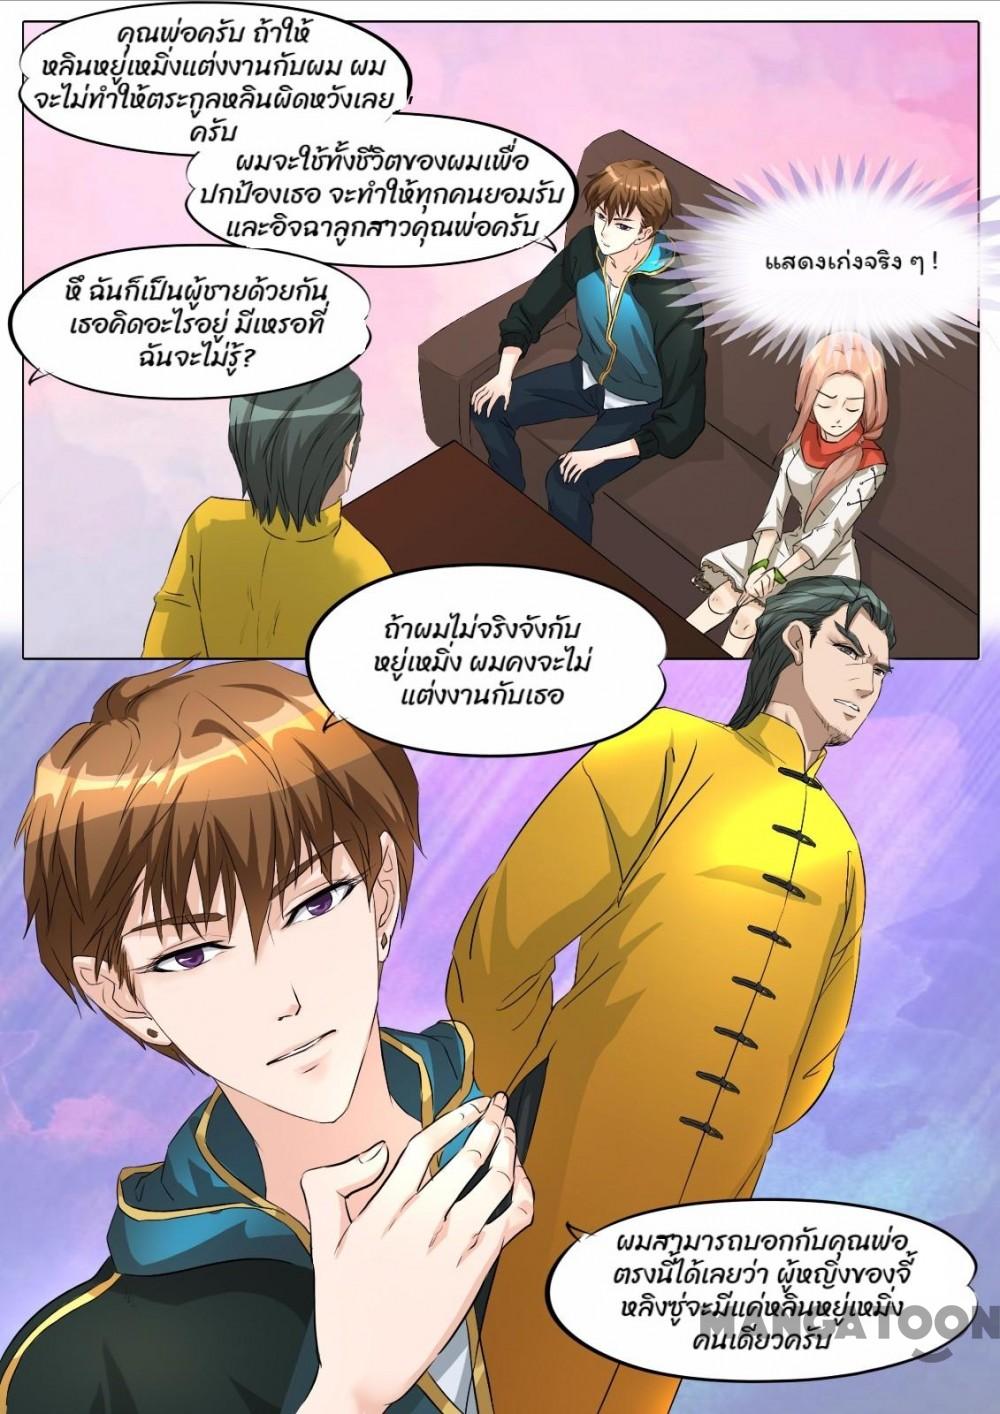 คุณพ่อครับ ถ้าให้
หลินหยู่เหมิ่งแต่งงานกับผม ผม
จะไม่ทำให้ตระกูลหลินผิดหวังเลย
ครับ
ผมจะใช้ทั้งชีวิตของผมเพื่อ
ปกป้องเธอ จะทำให้ทุกคนยอมรับ
และอิจฉาลูกสาวคุณพ่อครับ
แสดงเก่งจริง ๆ !
หึ ฉันก็เป็นผู้ชายด้วยกัน
เธอคิดอะไรอยู่ มีเหรอที่
ฉันจะไม่รู้?
ถ้าผมไม่จริงจังกับ
หยู่เหมิ่ง ผมคงจะไม่
แต่งงานกับเธอ
ผมสามารถบอกกับคุณพ่อ
ตรงนี้ได้เลยว่า ผู้หญิงของจี้
หลิงซู่จะมีแค่หลินหยู่เหมิ่ง
คนเดียวครับ
MANGATOON